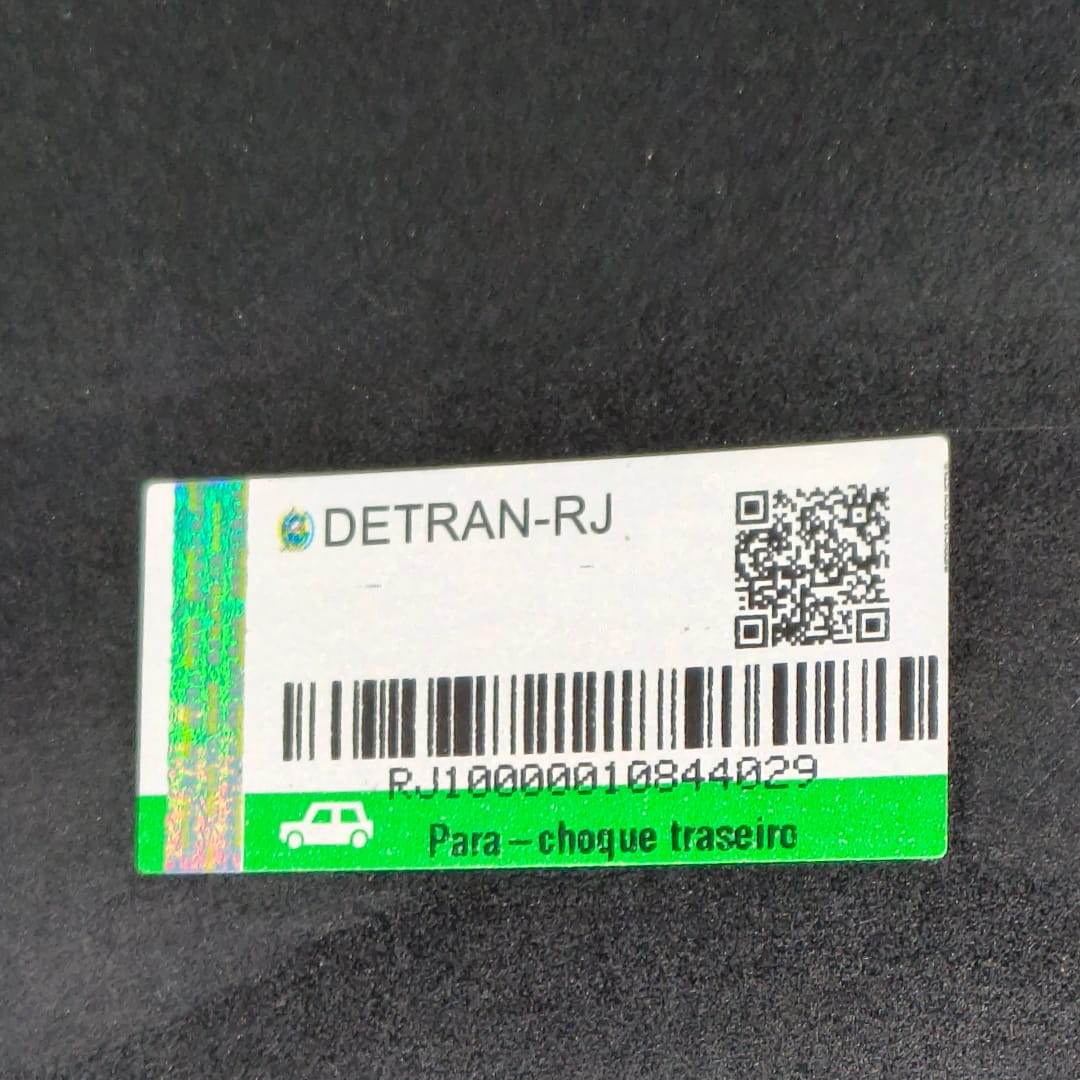 DETRAN-RJ
RJ10000010844029
Para-choque traseiro